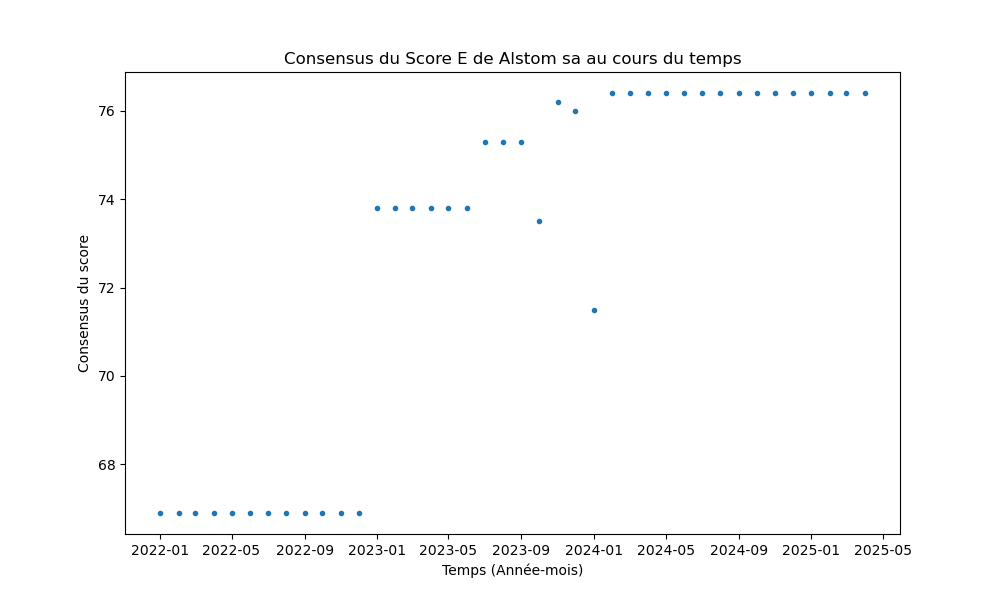 Consensus du Score E de Alstom sa au cours du temps
Consensus du score
76
74
72
70
68
2022-01 2022-05 2022-09 2023-01 2023-05 2023-09 2024-01 2024-05 2024-09 2025-01 2025-05
Temps (Année-mois)